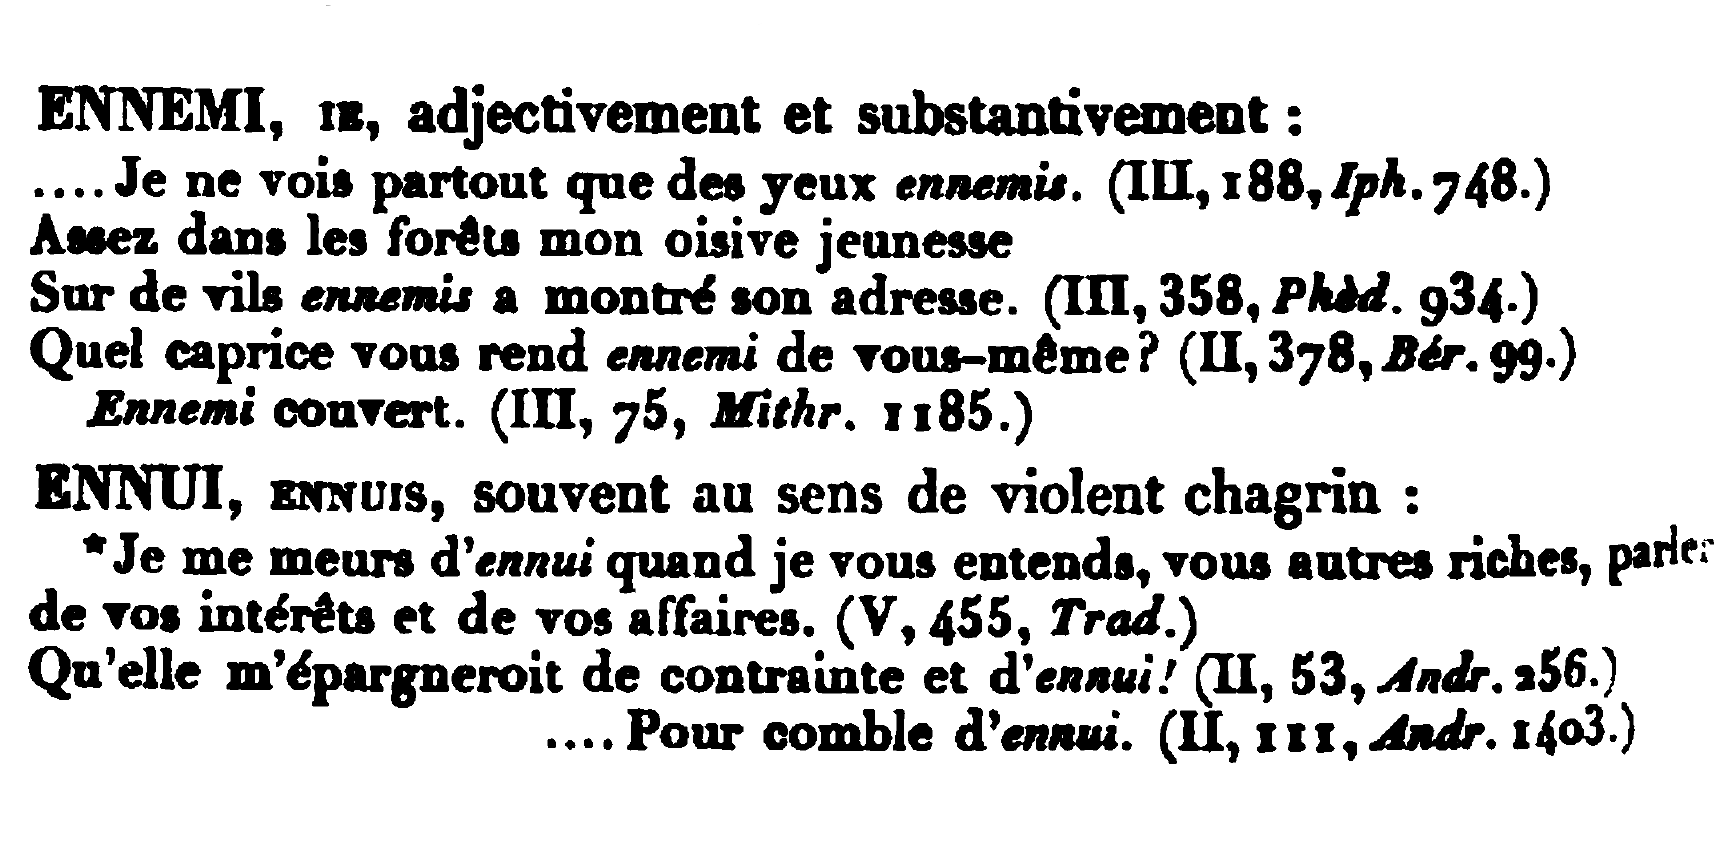 ENNEMI, IE, adjectivement et substantivement :
....Je ne vois partout que des yeux ennemis. (III, 188, Iph. 748.)
Assez dans les forêts mon oisive jeunesse
Sur de vils ennemis a montré son adresse. (III, 358, Phèd. 934.)
Quel caprice vous rend ennemi de vous-même? (II, 378, Bér. 99.)
Ennemi couvert. (III, 75, Mithr. 1185.)
ENNUI, ENNUIS, souvent au sens de violent chagrin :
*Je me meurs d'ennui quand je vous entends, vous autres riches, parler
de vos intérêts et de vos affaires. (V, 455, Trad.)
Qu'elle m'épargneroit de contrainte et d'ennui! (II, 53, Andr. 256.)
....Pour comble d'ennui. (II, 111, Andr. 1403.)